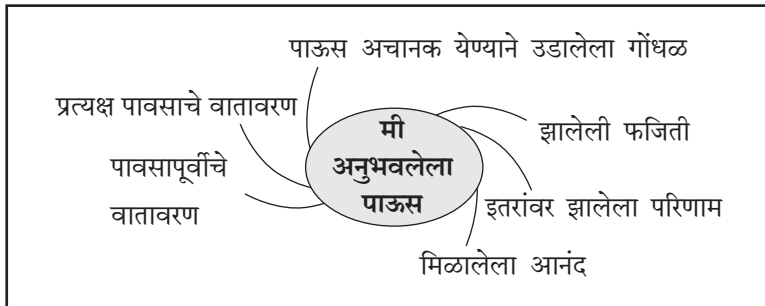 पाऊस अचानक येण्याने उडालेला गोंधळ
प्रत्यक्ष पावसाचे वातावरण
पावसापूर्वीचे
वातावरण
मी
अनुभवलेला
पाऊस
झालेली फजिती
इतरांवर झालेला परिणाम
मिळालेला आनंद